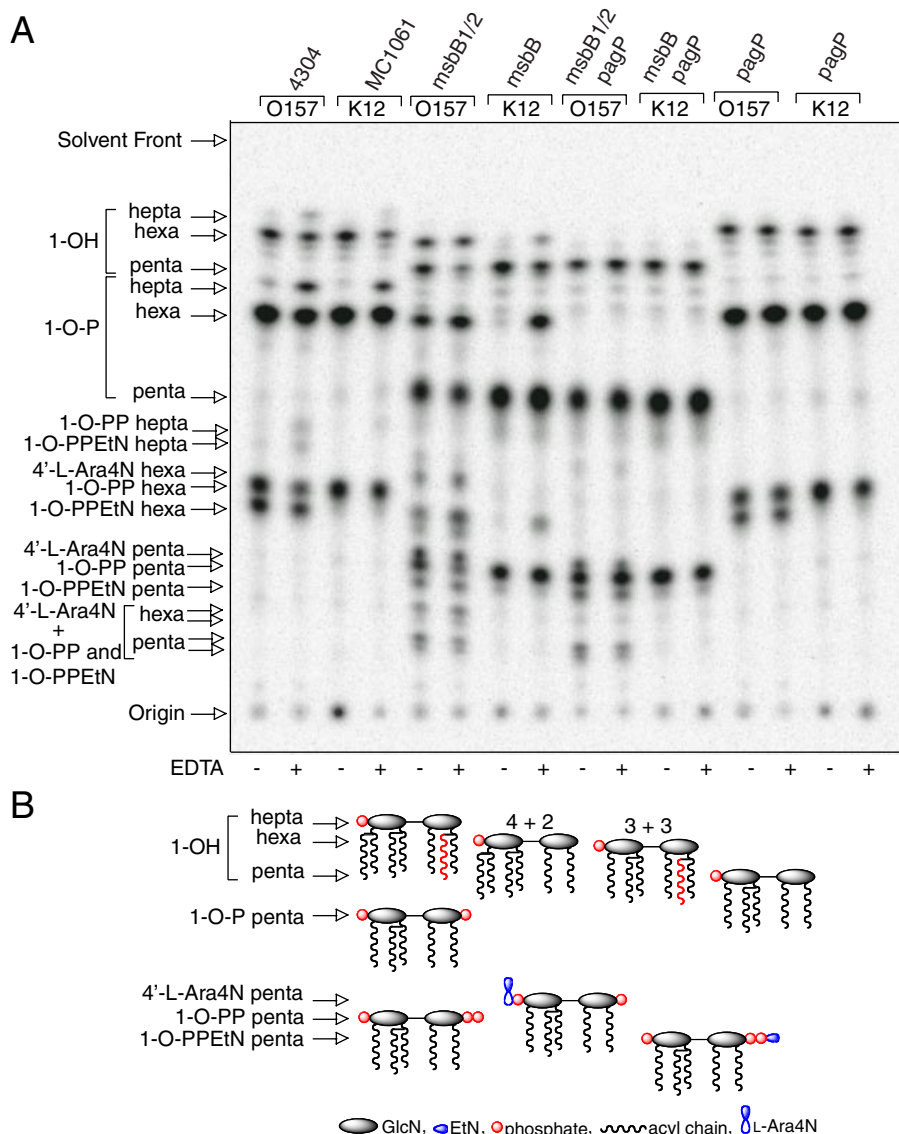 A
4304
MC1061
msbB1/2
msbB
msbB1/2 pagP
msbB pagP
pagP
pagP
O157
K12
O157
K12
O157
K12
O157
K12
Solvent Front
1-OH
hepta
hexa
penta
1-O-P
hepta
hexa
penta
1-O-PP hepta
1-O-PPEtN hepta
4'-L-Ara4N hexa
1-O-PP hexa
1-O-PPEtN hexa
4'-L-Ara4N penta
1-O-PP penta
1-O-PPEtN penta
4'-L-Ara4N
+
1-O-PP and
1-O-PPEtN
hexa
penta
Origin
EDTA - + - + - + - + - + - + - + - +
B
1-OH
hepta
hexa
penta
4 + 2
3 + 3
1-O-P penta
4'-L-Ara4N penta
1-O-PP penta
1-O-PPEtN penta
GlcN, EtN, phosphate, acyl chain, L-Ara4N